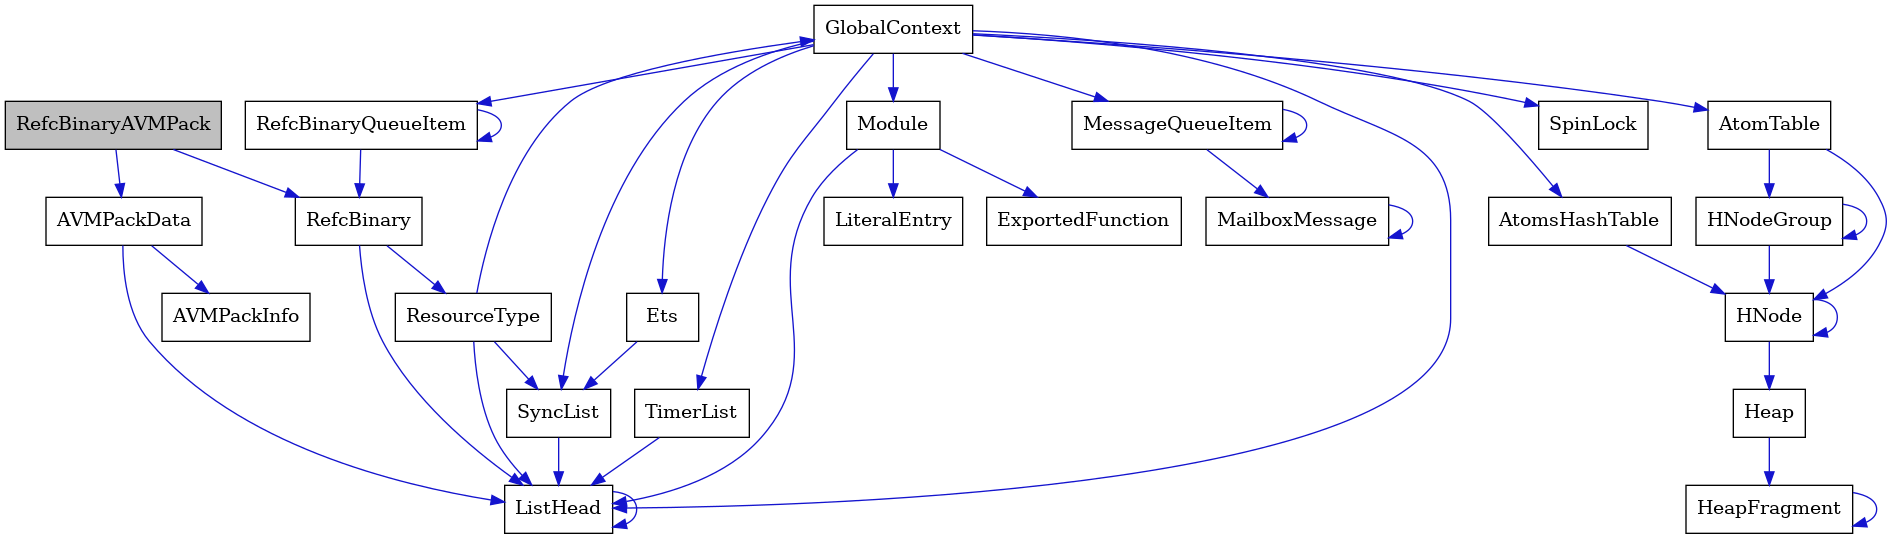 GlobalContext
RefcBinaryAVMPack
RefcBinaryQueueItem
Module
MessageQueueItem
SpinLock
AtomTable
AVMPackData
RefcBinary
LiteralEntry
ExportedFunction
MailboxMessage
AtomsHashTable
HNodeGroup
AVMPackInfo
ResourceType
Ets
HNode
SyncList
TimerList
Heap
ListHead
HeapFragment